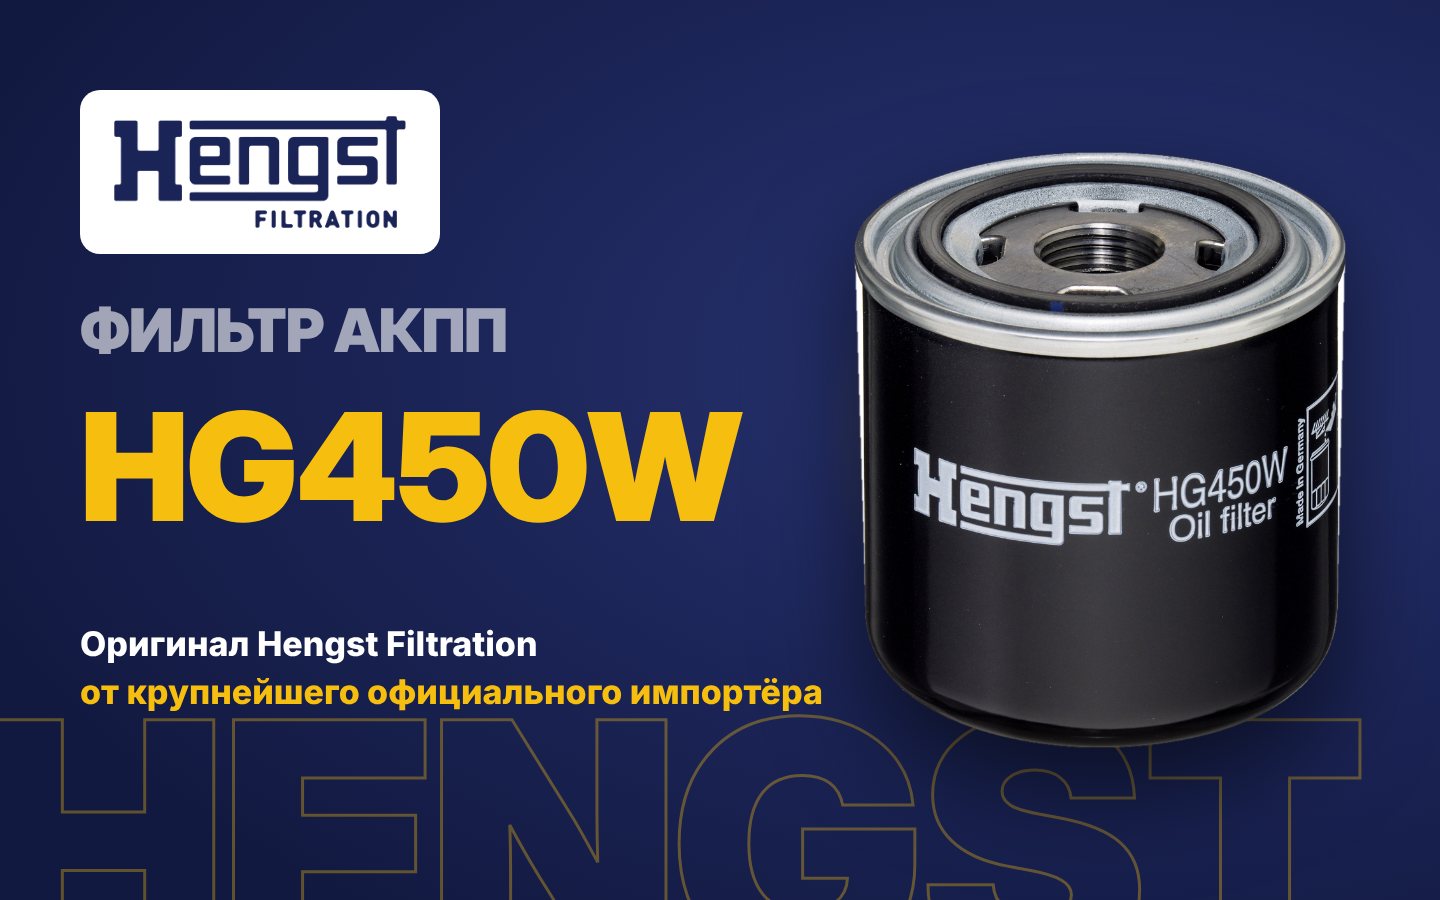 Hengst
FILTRATION
ФИЛЬТР АКПП
HG450W
Оригинал Hengst Filtration
от крупнейшего официального импортёра
Hengst® HG450W
Oil filter
Made in Germany
HENGST